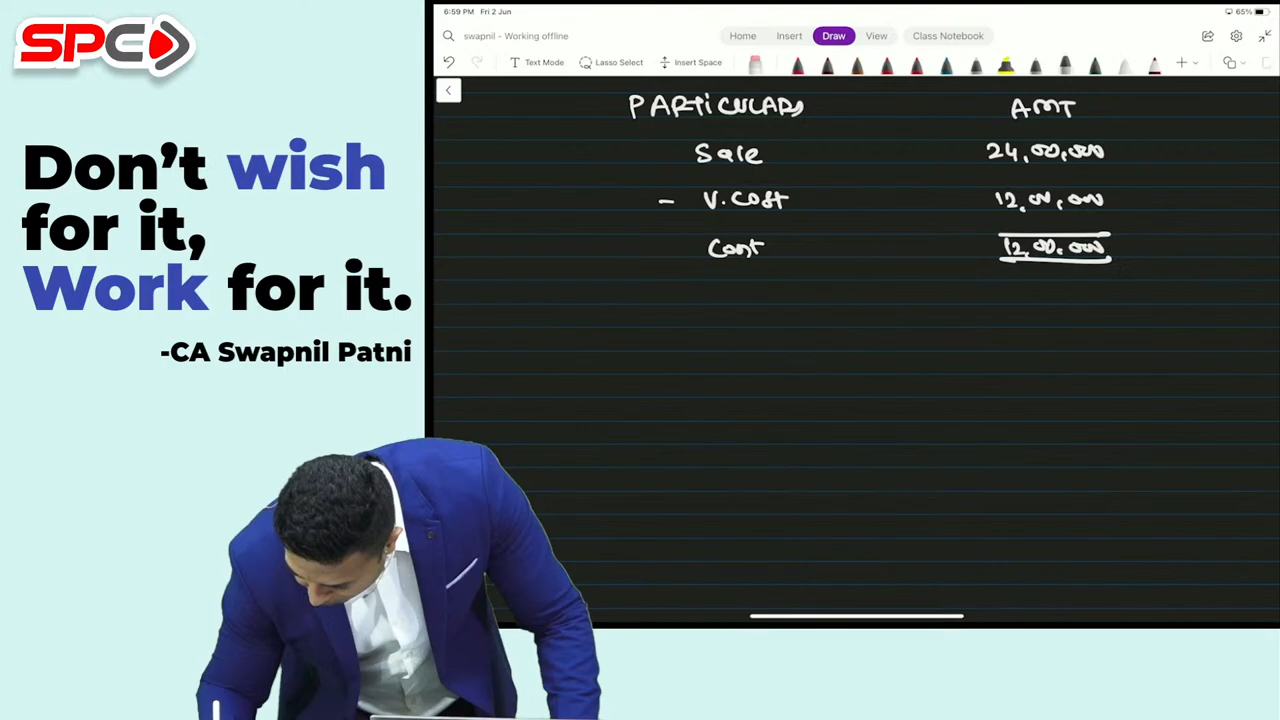 SPC
Don't wish
for it,
Work for it.
-CA Swapnil Patni
6:59 PM Fri 2 Jun
65%
swapnil - Working offline
Home Insert Draw View Class Notebook
Text Mode Lasso Select Insert Space
PARTICULARS AMT
Sale 24,00,000
- V.Cost 12,00,000
Cont 12,00,000